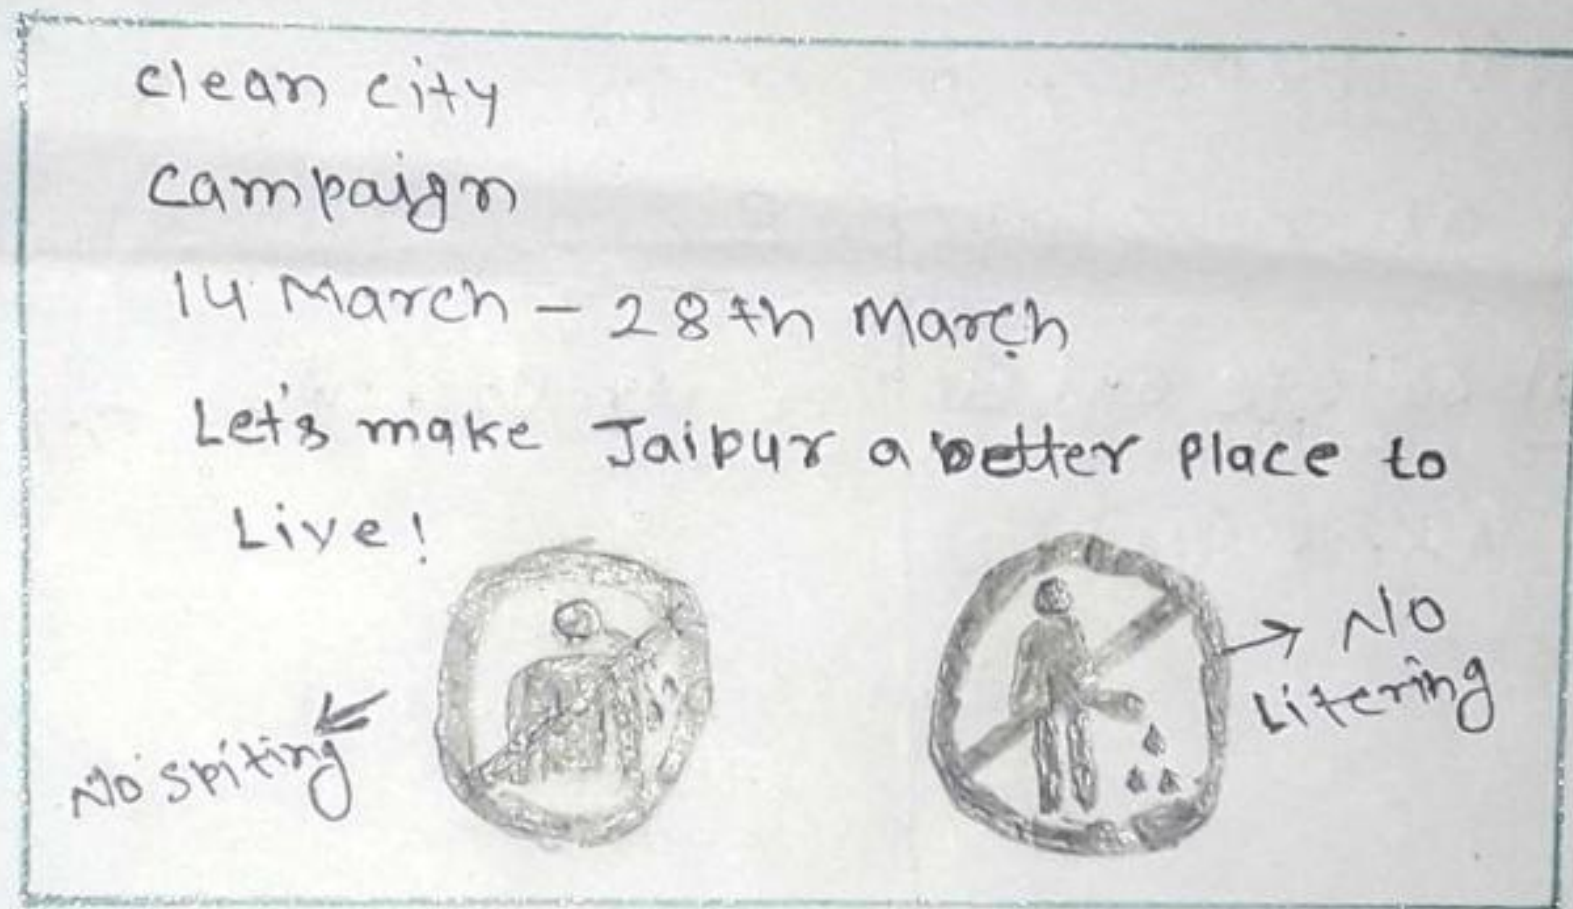 clean city
campaign
14 March - 28th March
Let's make Jaipur a better place to
Live!
No spiting
No
Litering